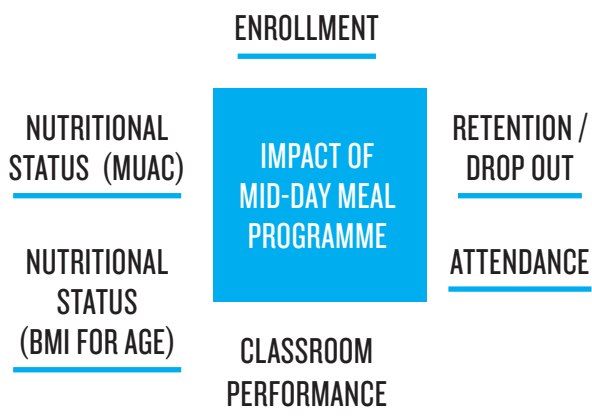 ENROLLMENT
NUTRITIONAL
STATUS (MUAC)
IMPACT OF
MID-DAY MEAL
PROGRAMME
RETENTION /
DROP OUT
NUTRITIONAL
STATUS
(BMI FOR AGE)
ATTENDANCE
CLASSROOM
PERFORMANCE